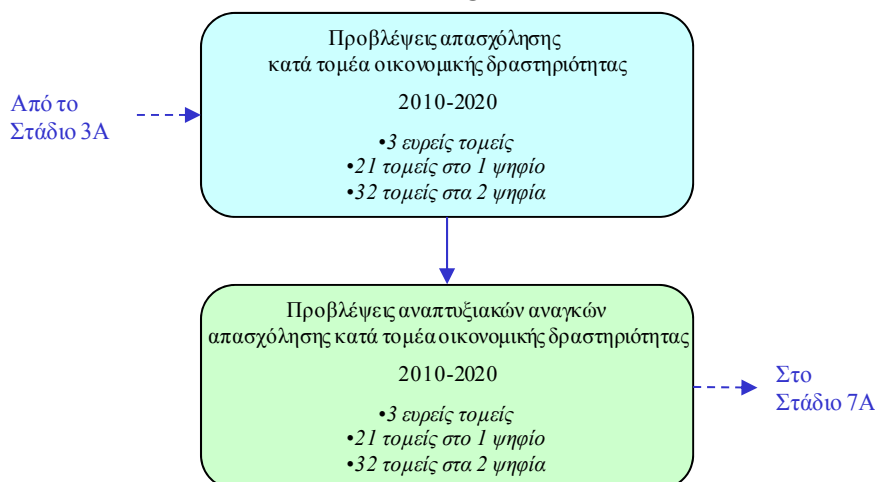 Προβλέψεις απασχόλησης
κατά τομέα οικονομικής δραστηριότητας
2010-2020
•3 ευρείς τομείς
•21 τομείς στο 1 ψηφίο
•32 τομείς στα 2 ψηφία
Από το
Στάδιο 3Α
Προβλέψεις αναπτυξιακών αναγκών
απασχόλησης κατά τομέα οικονομικής δραστηριότητας
2010-2020
•3 ευρείς τομείς
•21 τομείς στο 1 ψηφίο
•32 τομείς στα 2 ψηφία
Στο
Στάδιο 7Α